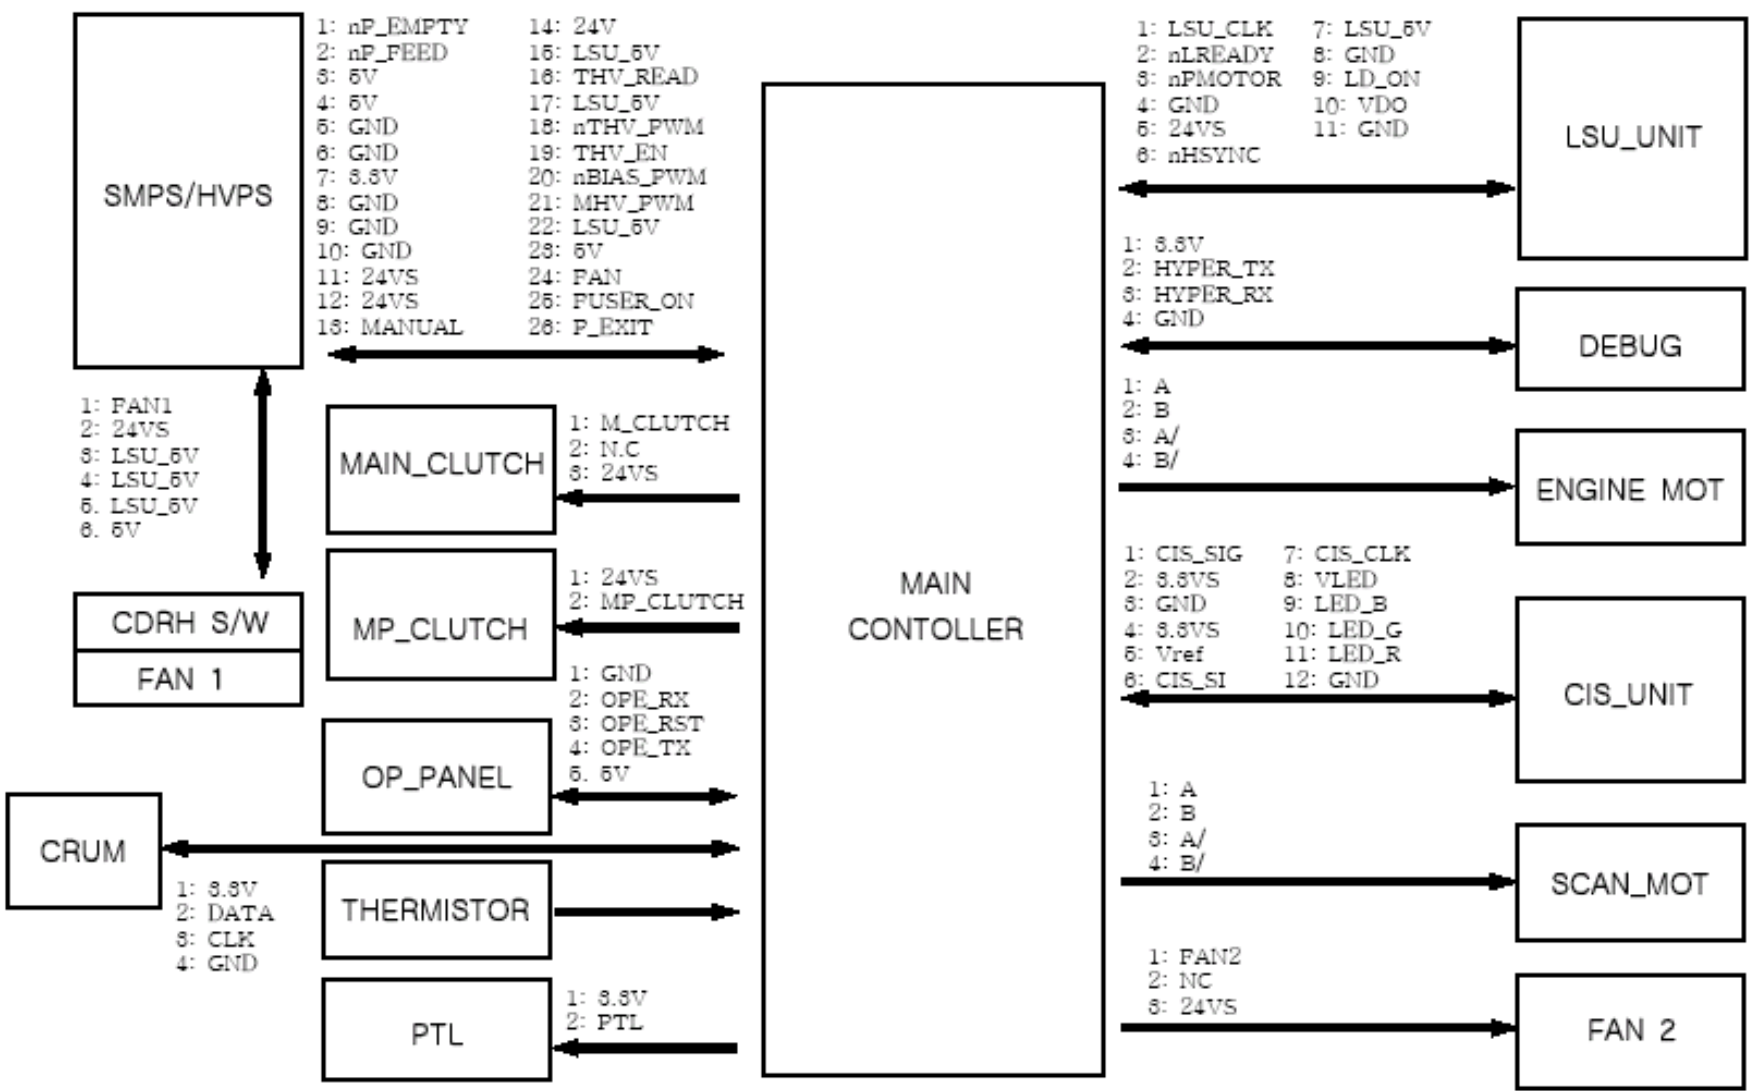 SMPS/HVPS
1: nP_EMPTY
2: nP_FEED
3: 5V
4: 5V
5: GND
6: GND
7: 3.3V
8: GND
9: GND
10: GND
11: 24VS
12: 24VS
13: MANUAL
14: 24V
15: LSU_5V
16: THV_READ
17: LSU_5V
18: nTHV_PWM
19: THV_EN
20: nBIAS_PWM
21: MHV_PWM
22: LSU_5V
23: 5V
24: PAN
25: PUSER_ON
26: P_EXIT
1: FAN1
2: 24VS
3: LSU_5V
4: LSU_5V
5. LSU_5V
6. 5V
CDRH S/W
FAN 1
MAIN_CLUTCH
1: M_CLUTCH
2: N.C
3: 24VS
MP_CLUTCH
1: 24VS
2: MP_CLUTCH
OP_PANEL
1: GND
2: OPE_RX
3: OPE_RST
4: OPE_TX
5. 5V
CRUM
1: 3.3V
2: DATA
3: CLK
4: GND
THERMISTOR
PTL
1: 3.3V
2: PTL
MAIN
CONTOLLER
1: LSU_CLK
2: nLREADY
3: nPMOTOR
4: GND
5: 24VS
6: nHSYNC
7: LSU_5V
8: GND
9: LD_ON
10: VDO
11: GND
LSU_UNIT
1: 3.3V
2: HYPER_TX
3: HYPER_RX
4: GND
DEBUG
1: A
2: B
3: A/
4: B/
ENGINE MOT
1: CIS_SIG
2: 3.3VS
3: GND
4: 3.3VS
5: Vref
6: CIS_SI
7: CIS_CLK
8: VLED
9: LED_B
10: LED_G
11: LED_R
12: GND
CIS_UNIT
1: A
2: B
3: A/
4: B/
SCAN_MOT
1: FAN2
2: NC
3: 24VS
FAN 2